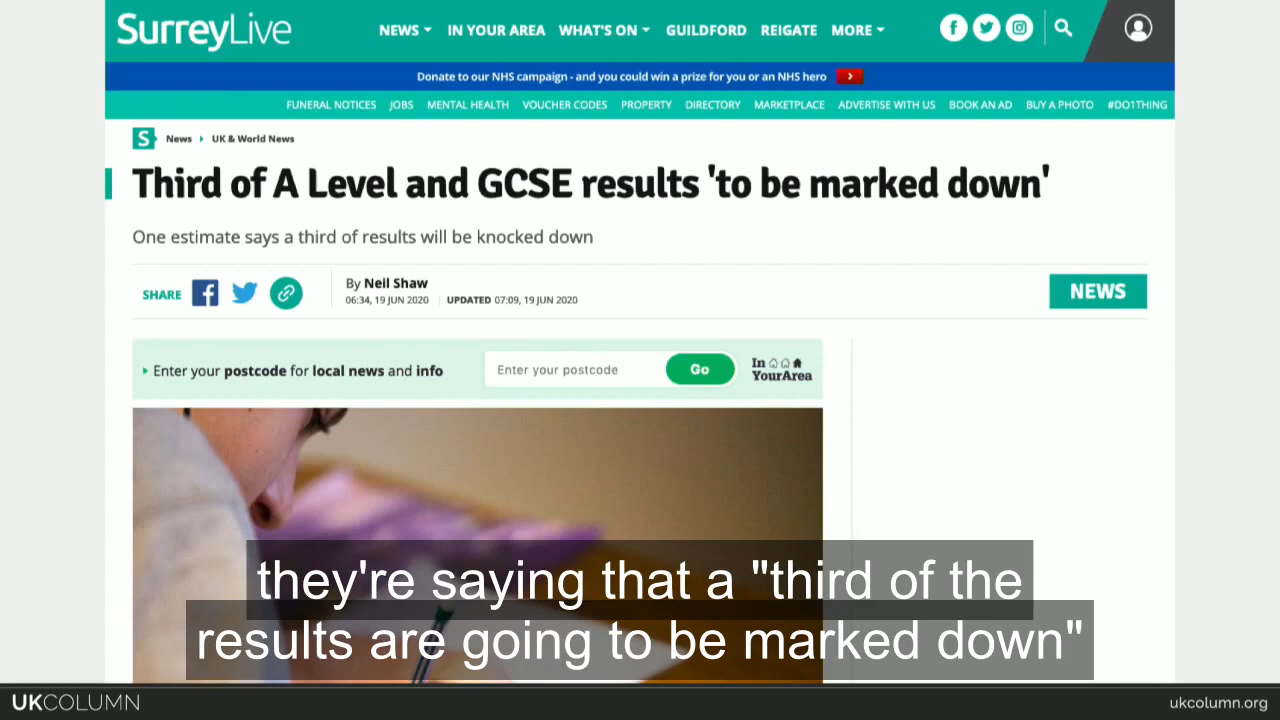 SurreyLive
NEWS IN YOUR AREA WHAT'S ON GUILDFORD REIGATE MORE
Donate to our NHS campaign - and you could win a prize for you or an NHS hero
FUNERAL NOTICES JOBS MENTAL HEALTH VOUCHER CODES PROPERTY DIRECTORY MARKETPLACE ADVERTISE WITH US BOOK AN AD BUY A PHOTO #DO1THING
S News UK & World News
Third of A Level and GCSE results 'to be marked down'
One estimate says a third of results will be knocked down
SHARE
By Neil Shaw
06:34, 19 JUN 2020 UPDATED 07:09, 19 JUN 2020
NEWS
Enter your postcode for local news and info
Enter your postcode
Go
In
YourArea
they're saying that a "third of the
results are going to be marked down"
UKCOLUMN
ukcolumn.org